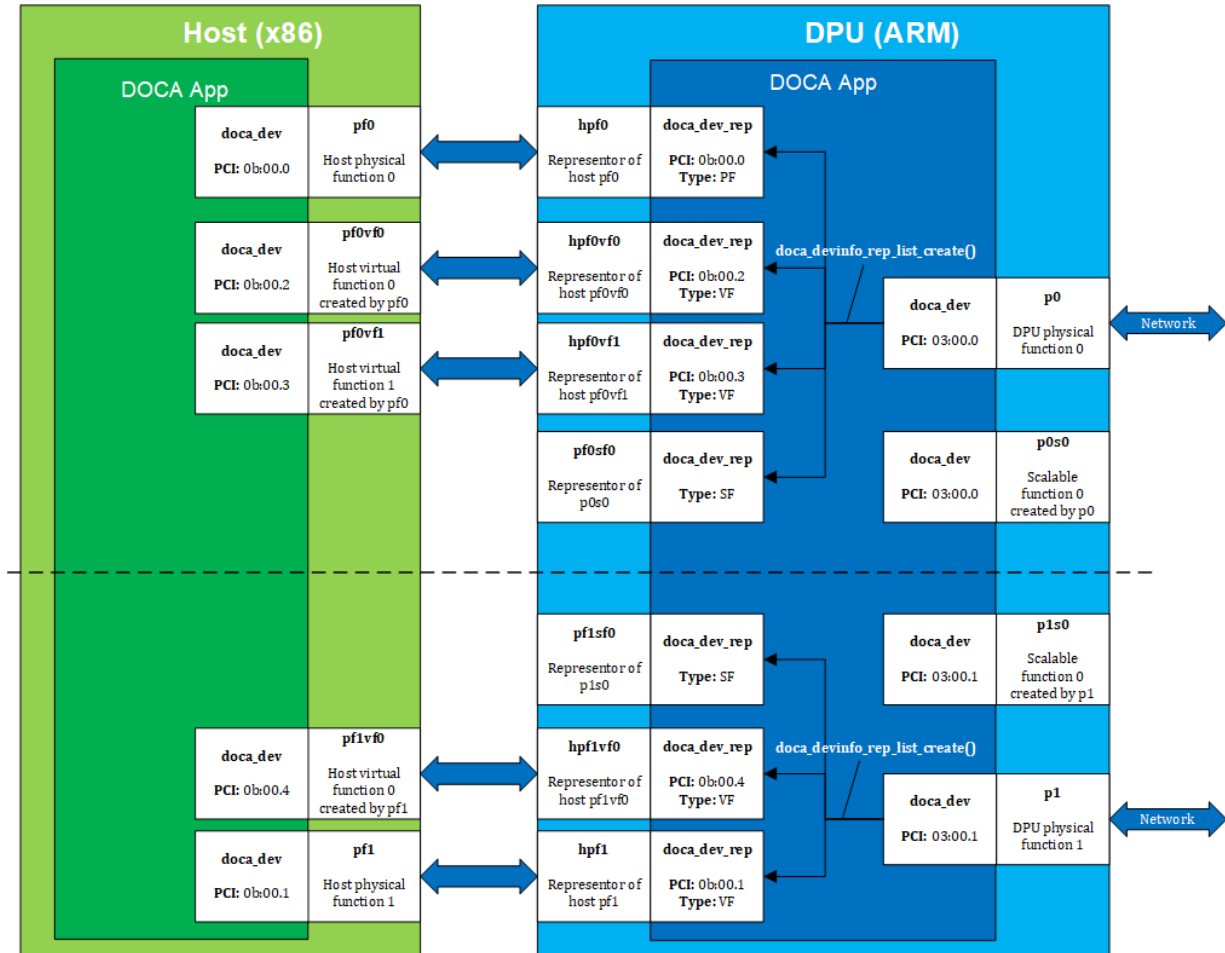 Host (x86)
DOCA App
doca_dev
PCI: 0b:00.0
pf0
Host physical
function 0
doca_dev
PCI: 0b:00.2
pf0vf0
Host virtual
function 0
created by pf0
doca_dev
PCI: 0b:00.3
pf0vf1
Host virtual
function 1
created by pf0
doca_dev
PCI: 0b:00.4
pf1vf0
Host virtual
function 0
created by pf1
doca_dev
PCI: 0b:00.1
pf1
Host physical
function 1
DPU (ARM)
DOCA App
hpf0
Representor of
host pf0
doca_dev_rep
PCI: 0b:00.0
Type: PF
hpf0vf0
Representor of
host pf0vf0
doca_dev_rep
PCI: 0b:00.2
Type: VF
hpf0vf1
Representor of
host pf0vf1
doca_dev_rep
PCI: 0b:00.3
Type: VF
pf0sf0
Representor of
p0s0
doca_dev_rep
Type: SF
doca_devinfo_rep_list_create()
doca_dev
PCI: 03:00.0
p0
DPU physical
function 0
Network
doca_dev
PCI: 03:00.0
p0s0
Scalable
function 0
created by p0
pf1sf0
Representor of
p1s0
doca_dev_rep
Type: SF
doca_dev
PCI: 03:00.1
p1s0
Scalable
function 0
created by p1
hpf1vf0
Representor of
host pf1vf0
doca_dev_rep
PCI: 0b:00.4
Type: VF
doca_devinfo_rep_list_create()
doca_dev
PCI: 03:00.1
p1
DPU physical
function 1
Network
hpf1
Representor of
host pf1
doca_dev_rep
PCI: 0b:00.1
Type: VF